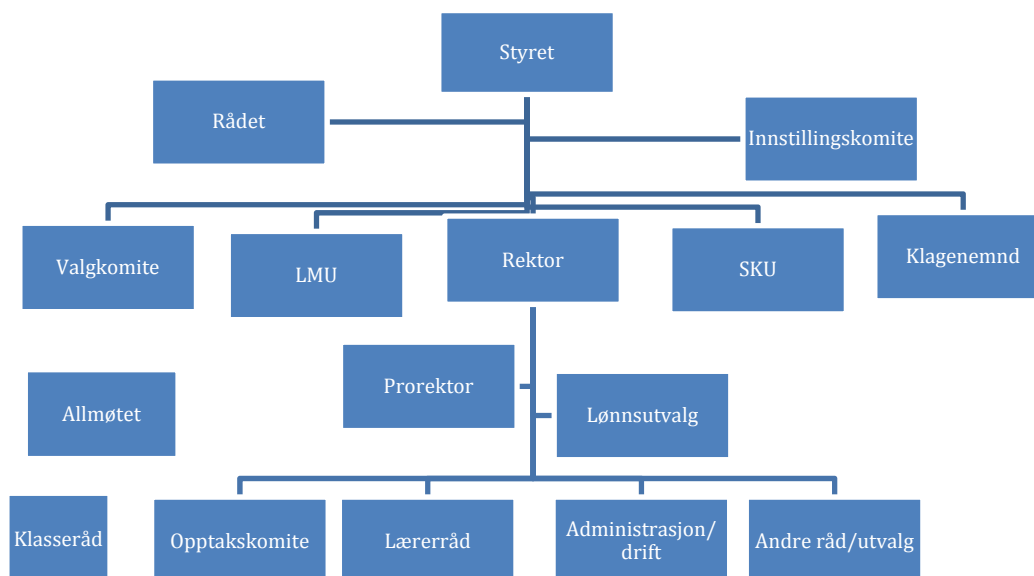 Styret
Rådet
Innstillingskomite
Valgkomite
LMU
Rektor
SKU
Klagenemnd
Prorektor
Lønnsutvalg
Allmøtet
Klasseråd
Opptakskomite
Lærerråd
Administrasjon/
drift
Andre råd/utvalg